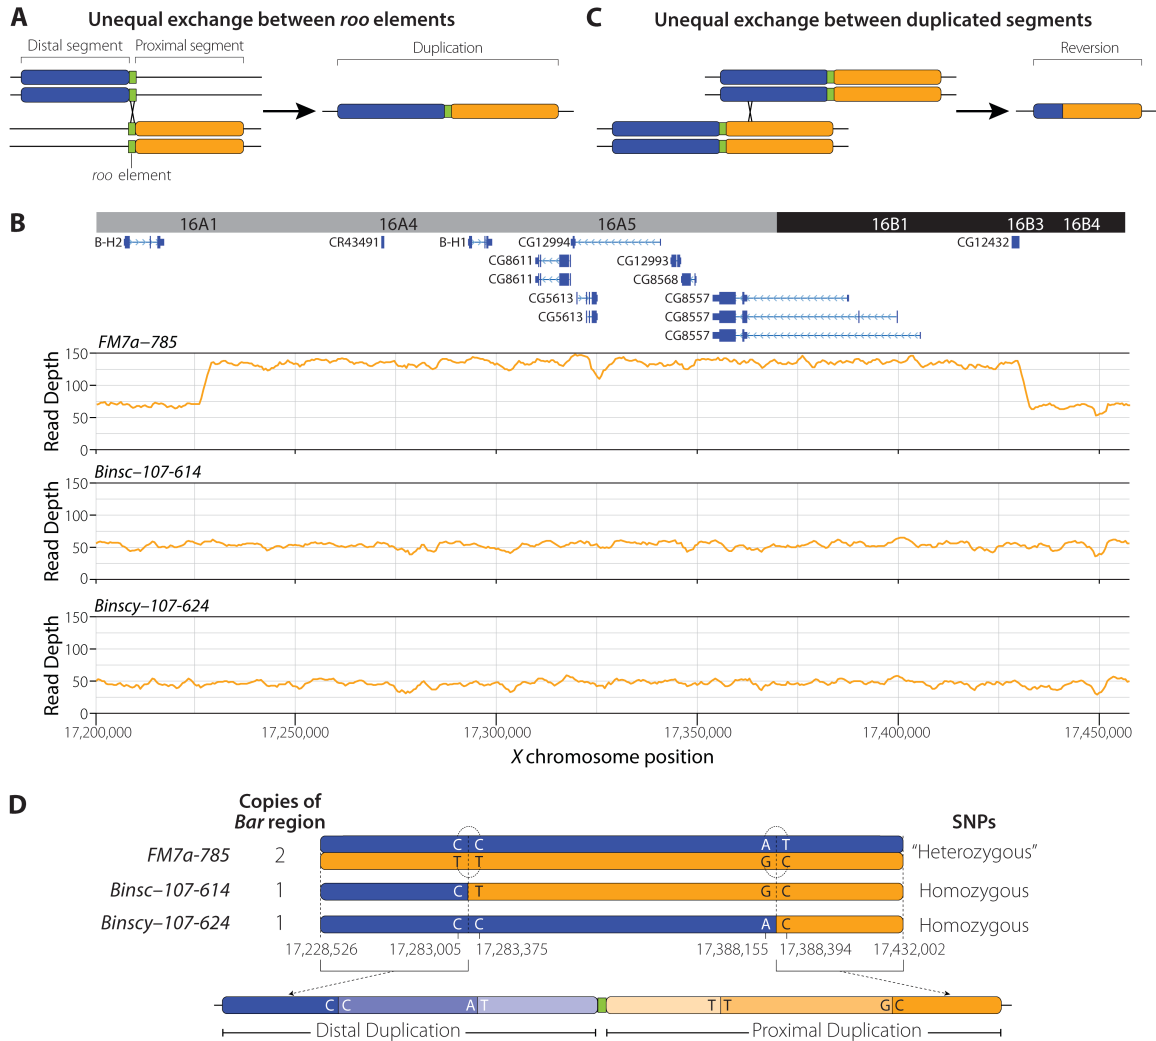 A
Unequal exchange between roo elements
Distal segment
Proximal segment
Duplication
roo element
C
Unequal exchange between duplicated segments
Reversion
B
16A1
16A4
16A5
16B1
16B3
16B4
B-H2
CR43491
B-H1
CG12994
CG12432
CG8611
CG12993
CG8611
CG8568
CG5613
CG8557
CG5613
CG8557
CG8557
FM7a–785
Read Depth
150
100
50
0
Binsc–107-614
Read Depth
150
100
50
0
Binscy–107-624
Read Depth
150
100
50
0
17,200,000
17,250,000
17,300,000
17,350,000
17,400,000
17,450,000
X chromosome position
D
Copies of
Bar region
SNPs
FM7a-785
2
C C A T
T T G C
"Heterozygous"
Binsc–107-614
1
C T G C
Homozygous
Binscy–107-624
1
C C A C
Homozygous
17,228,526
17,283,005
17,283,375
17,388,155
17,388,394
17,432,002
C C A T T T G C
Distal Duplication
Proximal Duplication